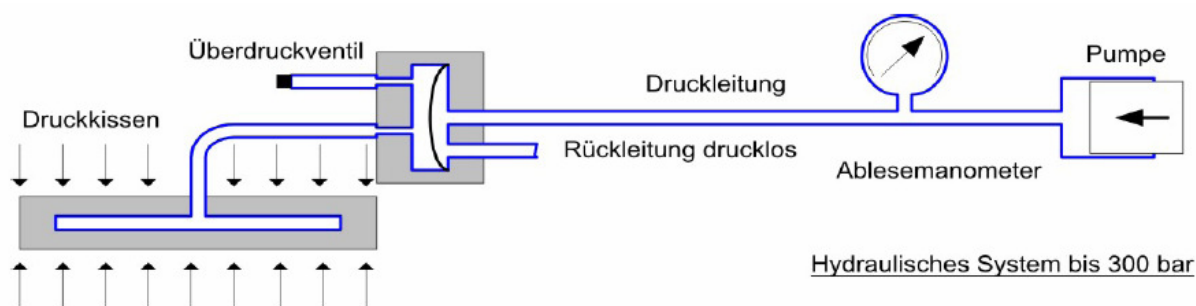 Überdruckventil
Pumpe
Druckleitung
Druckkissen
Rückleitung drucklos
Ablesemanometer
Hydraulisches System bis 300 bar